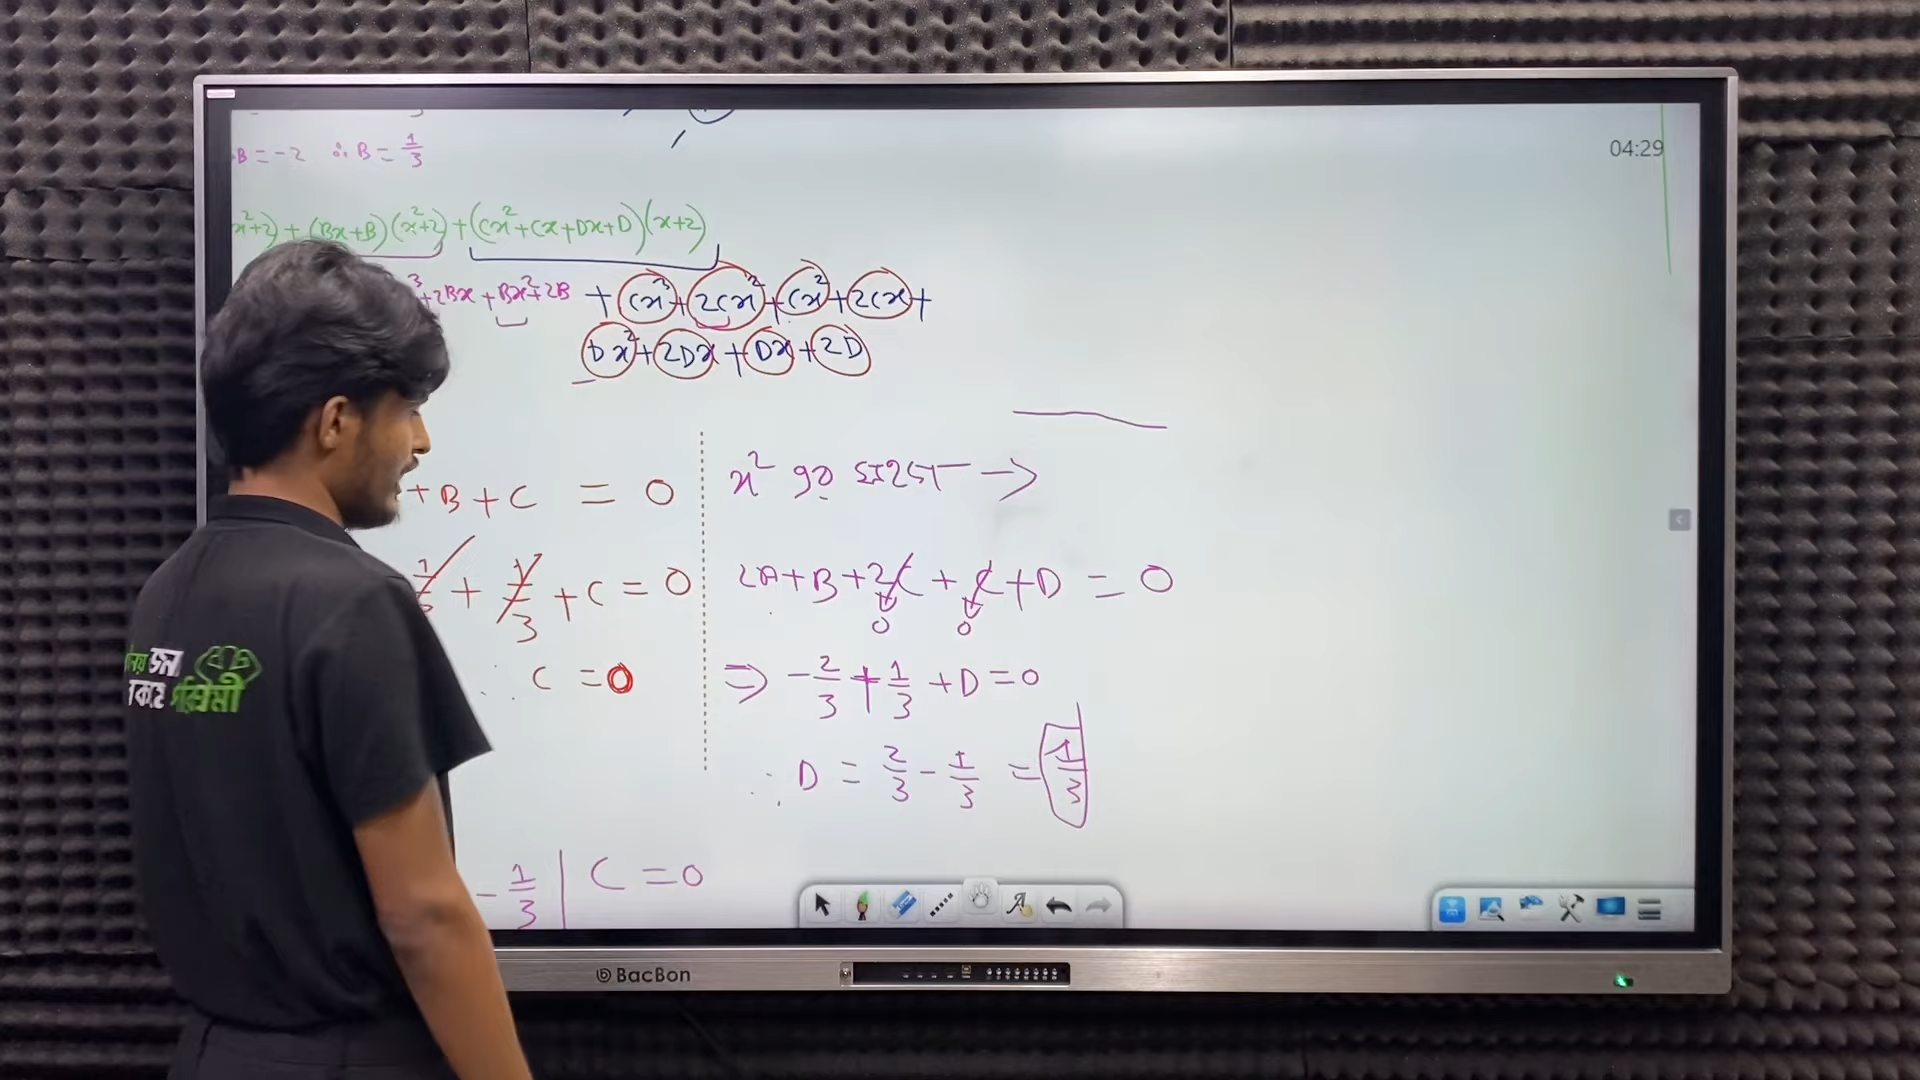 B = -2 ∴ B = 1/3
04:29
x²+2) + (Bx+B)(x²+2) + (Cx²+Cx+Dx+D)(x+2)
³+2Bx + Bx²+2B + Cx³ + 2Cx² + Cx² + 2Cx +
Dx² + 2Dx + Dx + 2D
+ B + C = 0
x² এর সহগ →
+ 1/3 + C = 0
2A + B + 2C + C + D = 0
0 0
∴ C = 0
⇒ -2/3 + 1/3 + D = 0
∴ D = 2/3 - 1/3 = 1/3
- 1/3 | C = 0
BacBon